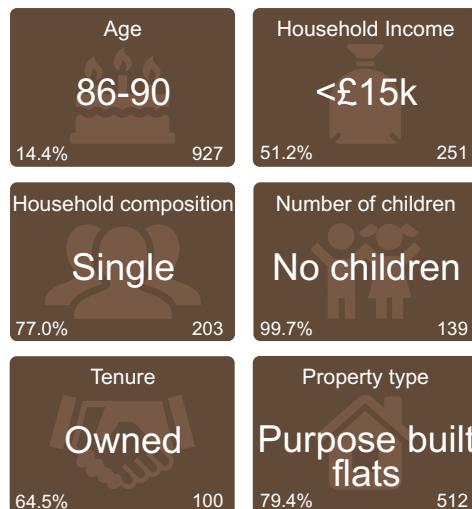 Age
86-90
14.4% 927
Household Income
<£15k
51.2% 251
Household composition
Single
77.0% 203
Number of children
No children
99.7% 139
Tenure
Owned
64.5% 100
Property type
Purpose built
flats
79.4% 512